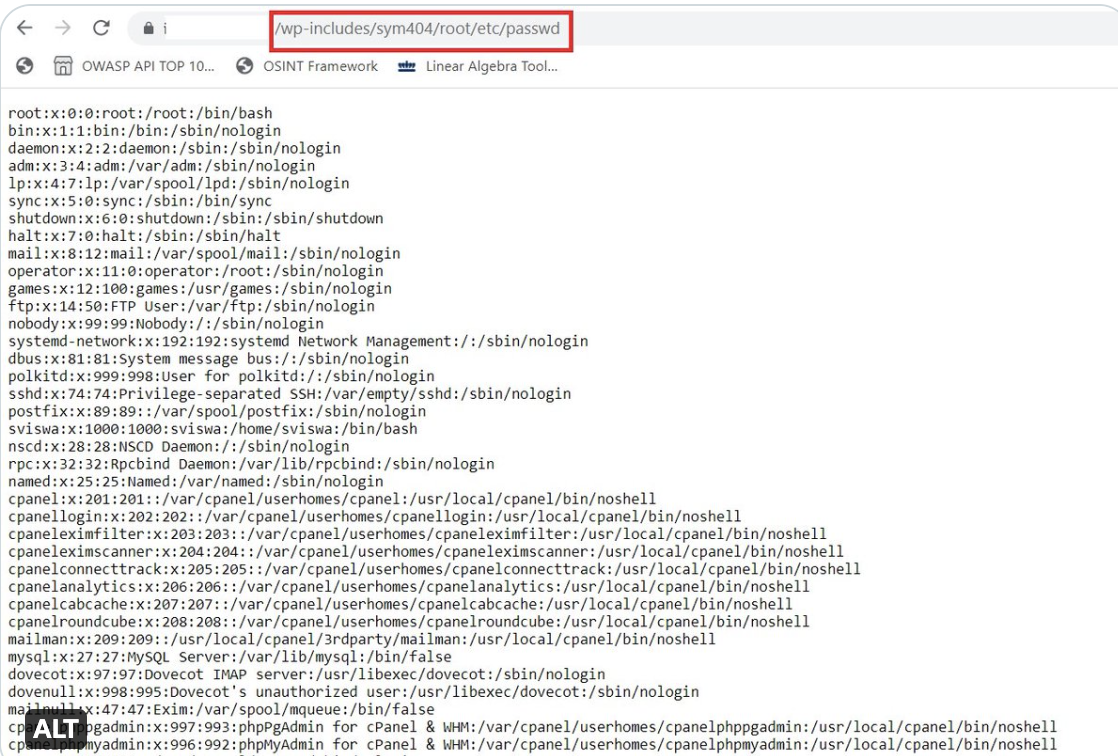 i /wp-includes/sym404/root/etc/passwd
OWASP API TOP 10... OSINT Framework Linear Algebra Tool...
root:x:0:0:root:/root:/bin/bash
bin:x:1:1:bin:/bin:/sbin/nologin
daemon:x:2:2:daemon:/sbin:/sbin/nologin
adm:x:3:4:adm:/var/adm:/sbin/nologin
lp:x:4:7:lp:/var/spool/lpd:/sbin/nologin
sync:x:5:0:sync:/sbin:/bin/sync
shutdown:x:6:0:shutdown:/sbin:/sbin/shutdown
halt:x:7:0:halt:/sbin:/sbin/halt
mail:x:8:12:mail:/var/spool/mail:/sbin/nologin
operator:x:11:0:operator:/root:/sbin/nologin
games:x:12:100:games:/usr/games:/sbin/nologin
ftp:x:14:50:FTP User:/var/ftp:/sbin/nologin
nobody:x:99:99:Nobody:/:/sbin/nologin
systemd-network:x:192:192:systemd Network Management:/:/sbin/nologin
dbus:x:81:81:System message bus:/:/sbin/nologin
polkitd:x:999:998:User for polkitd:/:/sbin/nologin
sshd:x:74:74:Privilege-separated SSH:/var/empty/sshd:/sbin/nologin
postfix:x:89:89::/var/spool/postfix:/sbin/nologin
sviswa:x:1000:1000:sviswa:/home/sviswa:/bin/bash
nscd:x:28:28:NSCD Daemon:/:/sbin/nologin
rpc:x:32:32:Rpcbind Daemon:/var/lib/rpcbind:/sbin/nologin
named:x:25:25:Named:/var/named:/sbin/nologin
cpanel:x:201:201::/var/cpanel/userhomes/cpanel:/usr/local/cpanel/bin/noshell
cpanellogin:x:202:202::/var/cpanel/userhomes/cpanellogin:/usr/local/cpanel/bin/noshell
cpaneleximfilter:x:203:203::/var/cpanel/userhomes/cpaneleximfilter:/usr/local/cpanel/bin/noshell
cpaneleximscanner:x:204:204::/var/cpanel/userhomes/cpaneleximscanner:/usr/local/cpanel/bin/noshell
cpanelconnecttrack:x:205:205::/var/cpanel/userhomes/cpanelconnecttrack:/usr/local/cpanel/bin/noshell
cpanelanalytics:x:206:206::/var/cpanel/userhomes/cpanelanalytics:/usr/local/cpanel/bin/noshell
cpanelcabcache:x:207:207::/var/cpanel/userhomes/cpanelcabcache:/usr/local/cpanel/bin/noshell
cpanelroundcube:x:208:208::/var/cpanel/userhomes/cpanelroundcube:/usr/local/cpanel/bin/noshell
mailman:x:209:209::/usr/local/cpanel/3rdparty/mailman:/usr/local/cpanel/bin/noshell
mysql:x:27:27:MySQL Server:/var/lib/mysql:/bin/false
dovecot:x:97:97:Dovecot IMAP server:/usr/libexec/dovecot:/sbin/nologin
dovenull:x:998:995:Dovecot's unauthorized user:/usr/libexec/dovecot:/sbin/nologin
mailnull:x:47:47:Exim:/var/spool/mqueue:/bin/false
cpanelphppgadmin:x:997:993:phpPgAdmin for cPanel & WHM:/var/cpanel/userhomes/cpanelphppgadmin:/usr/local/cpanel/bin/noshell
cpanelphpmyadmin:x:996:992:phpMyAdmin for cPanel & WHM:/var/cpanel/userhomes/cpanelphpmyadmin:/usr/local/cpanel/bin/noshell
ALT